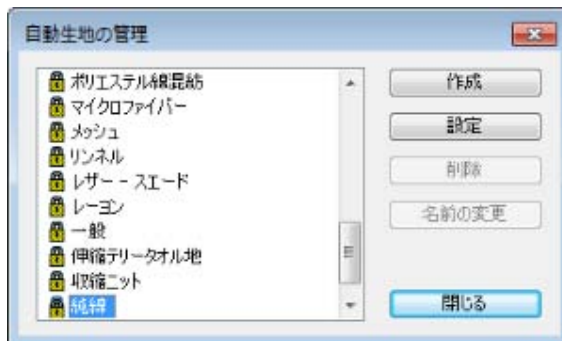 自動生地の管理
ポリエステル綿混紡
マイクロファイバー
メッシュ
リンネル
レザー - スエード
レーヨン
一般
伸縮テリータオル地
収縮ニット
純綿
作成
設定
削除
名前の変更
閉じる